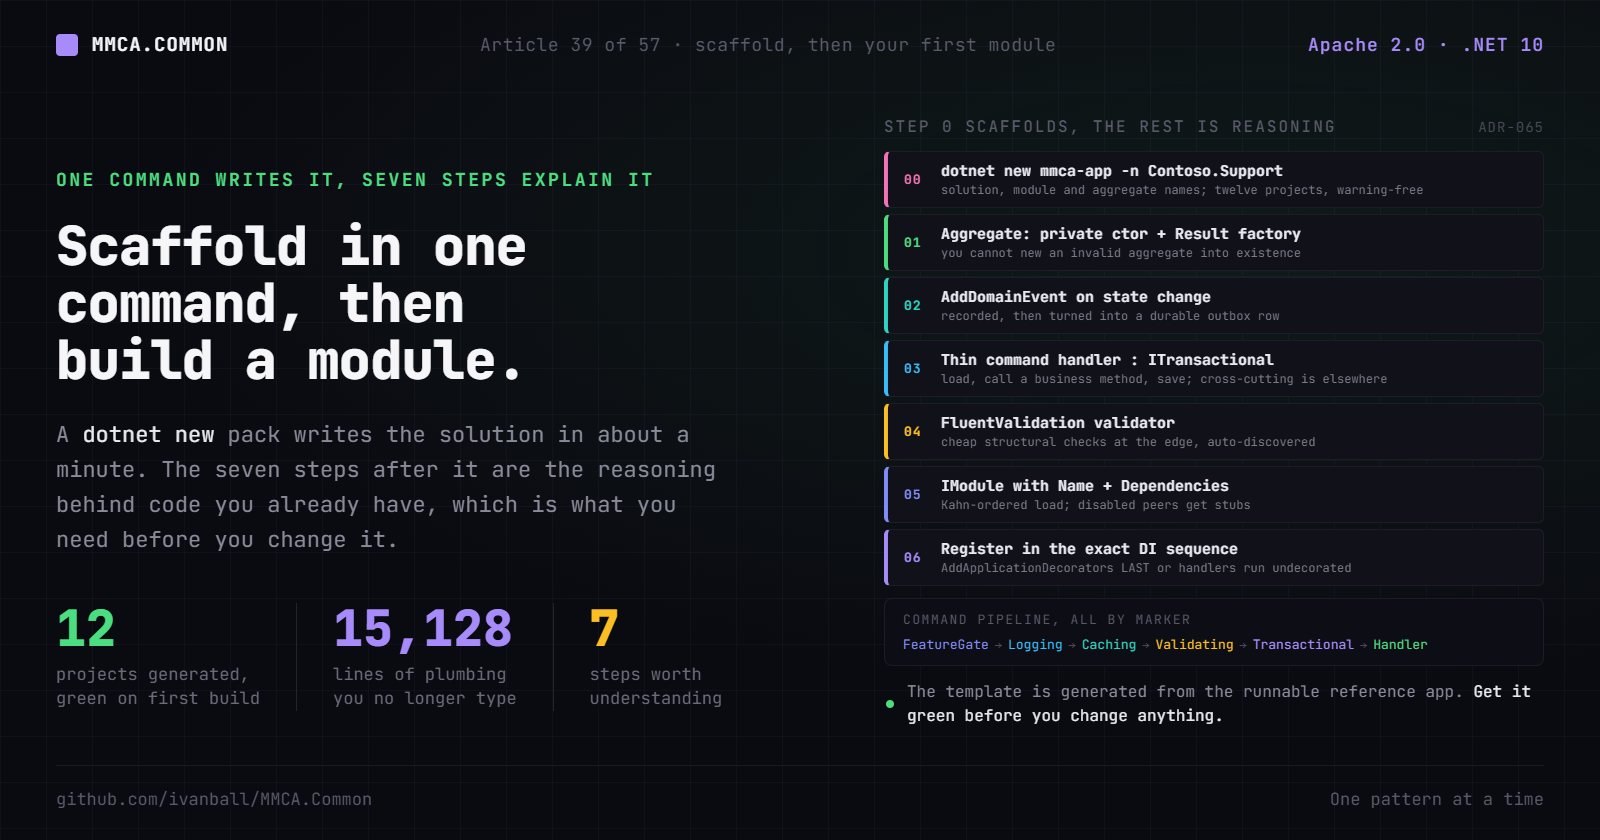 MMCA.COMMON
Article 39 of 57 · scaffold, then your first module
Apache 2.0 · .NET 10
ONE COMMAND WRITES IT, SEVEN STEPS EXPLAIN IT
Scaffold in one
command, then
build a module.
A dotnet new pack writes the solution in about a
minute. The seven steps after it are the reasoning
behind code you already have, which is what you
need before you change it.
12
projects generated,
green on first build
15,128
lines of plumbing
you no longer type
7
steps worth
understanding
STEP 0 SCAFFOLDS, THE REST IS REASONING
ADR-065
00
dotnet new mmca-app -n Contoso.Support
solution, module and aggregate names; twelve projects, warning-free
01
Aggregate: private ctor + Result factory
you cannot new an invalid aggregate into existence
02
AddDomainEvent on state change
recorded, then turned into a durable outbox row
03
Thin command handler : ITransactional
load, call a business method, save; cross-cutting is elsewhere
04
FluentValidation validator
cheap structural checks at the edge, auto-discovered
05
IModule with Name + Dependencies
Kahn-ordered load; disabled peers get stubs
06
Register in the exact DI sequence
AddApplicationDecorators LAST or handlers run undecorated
COMMAND PIPELINE, ALL BY MARKER
FeatureGate → Logging → Caching → Validating → Transactional → Handler
The template is generated from the runnable reference app. Get it
green before you change anything.
github.com/ivanball/MMCA.Common
One pattern at a time